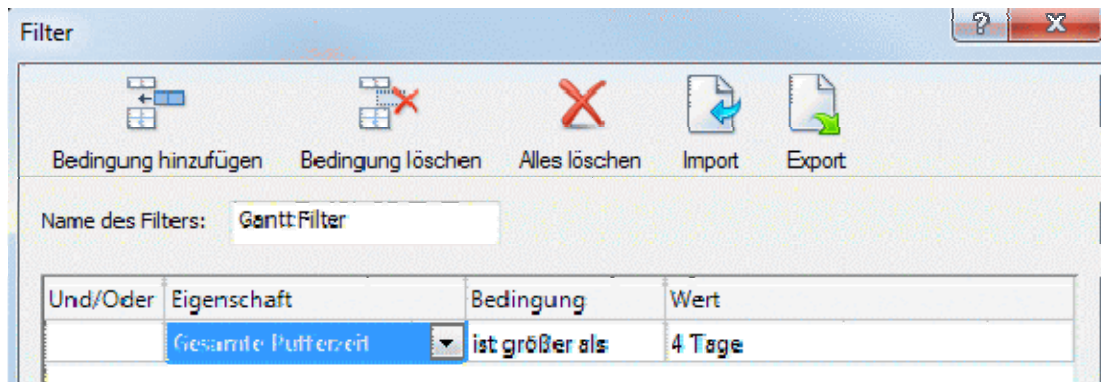 Filter
Bedingung hinzufügen Bedingung löschen Alles löschen Import Export
Name des Filters: Gantt Filter
Und/Oder Eigenschaft Bedingung Wert
Gesamte Pufferzeit ist größer als 4 Tage